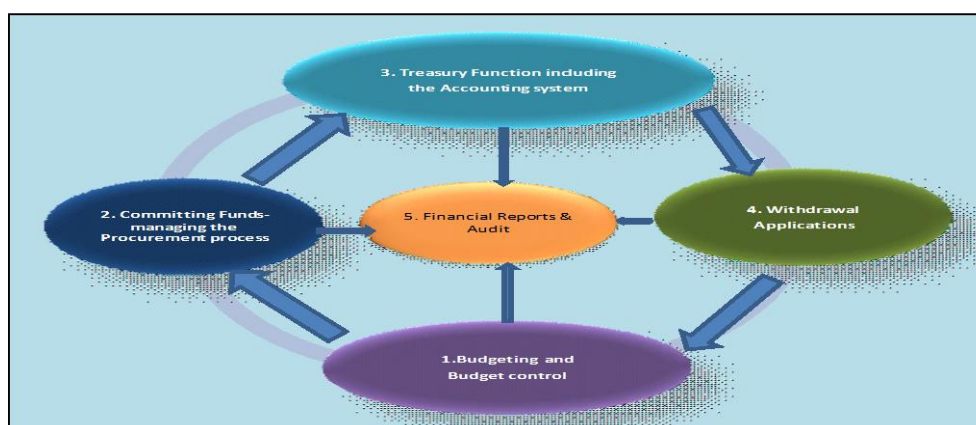 3. Treasury Function including
the Accounting system
2. Committing Funds-
managing the
Procurement process
5. Financial Reports &
Audit
4. Withdrawal
Applications
1.Budgeting and
Budget control